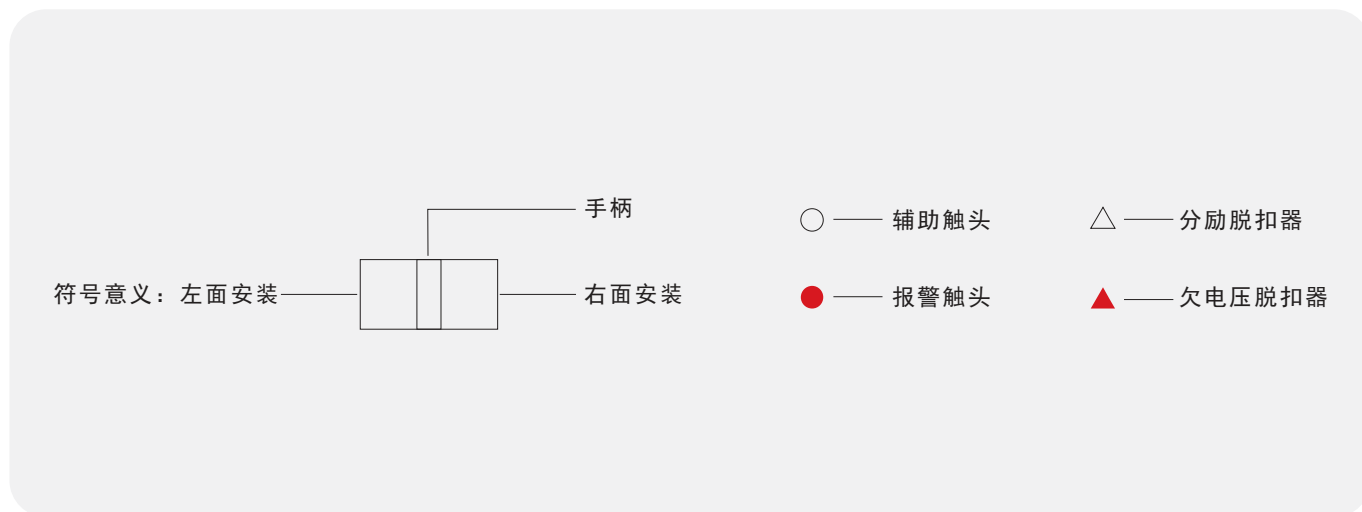 手柄
符号意义：左面安装
右面安装
辅助触头
分励脱扣器
报警触头
欠电压脱扣器